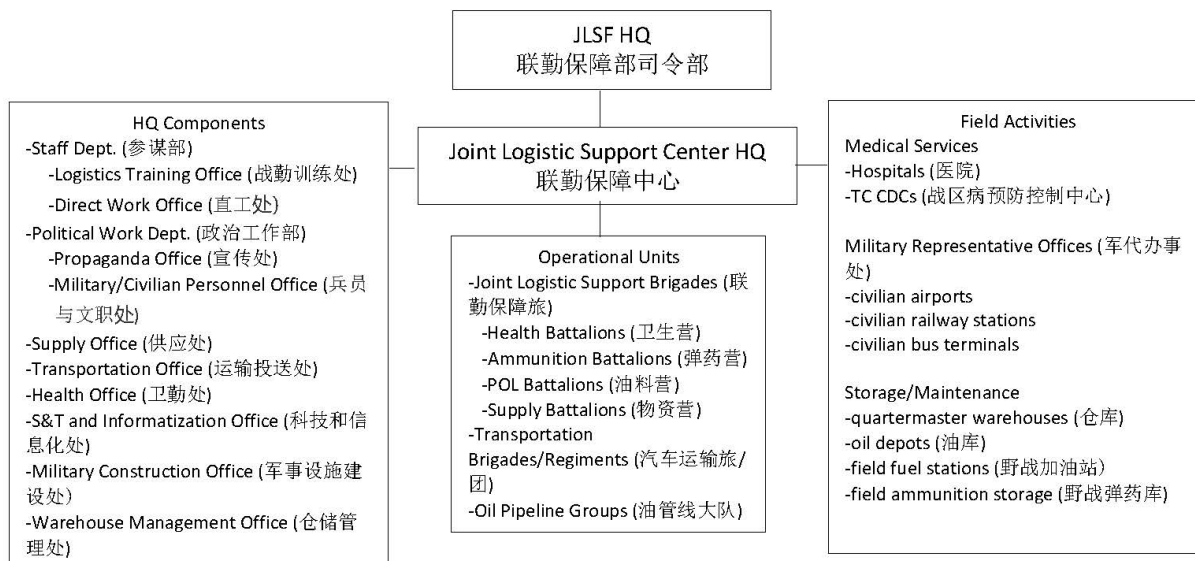 JLSF HQ
联勤保障部司令部
HQ Components
-Staff Dept. (参谋部)
-Logistics Training Office (战勤训练处)
-Direct Work Office (直工处)
-Political Work Dept. (政治工作部)
-Propaganda Office (宣传处)
-Military/Civilian Personnel Office (兵员
与文职处)
-Supply Office (供应处)
-Transportation Office (运输投送处)
-Health Office (卫勤处)
-S&T and Informatization Office (科技和信
息化处)
-Military Construction Office (军事设施建
设处）
-Warehouse Management Office (仓储管
理处)
Joint Logistic Support Center HQ
联勤保障中心
Operational Units
-Joint Logistic Support Brigades (联
勤保障旅)
-Health Battalions (卫生营)
-Ammunition Battalions (弹药营)
-POL Battalions (油料营)
-Supply Battalions (物资营)
-Transportation
Brigades/Regiments (汽车运输旅/
团)
-Oil Pipeline Groups (油管线大队)
Field Activities
Medical Services
-Hospitals (医院)
-TC CDCs (战区病预防控制中心)
Military Representative Offices (军代办事
处)
-civilian airports
-civilian railway stations
-civilian bus terminals
Storage/Maintenance
-quartermaster warehouses (仓库)
-oil depots (油库)
-field fuel stations (野战加油站）
-field ammunition storage (野战弹药库)